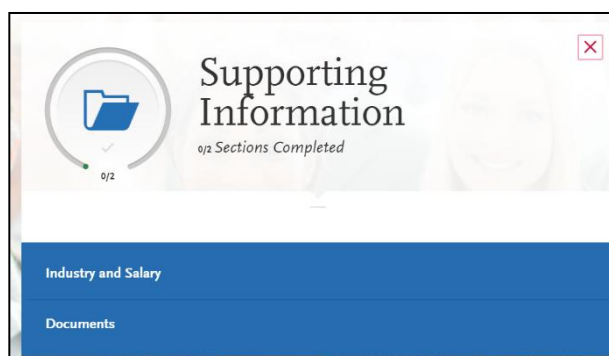 Supporting
Information
0/2 Sections Completed
0/2
Industry and Salary
Documents